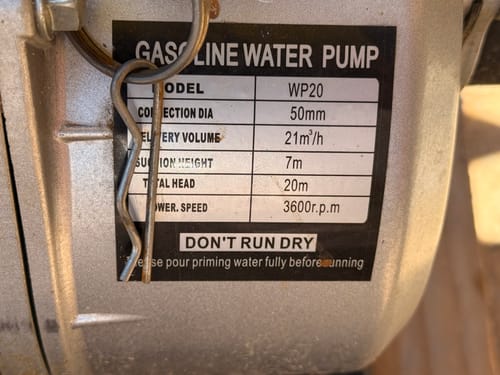 GASOLINE WATER PUMP
MODEL WP20
CONNECTION DIA 50mm
DELIVERY VOLUME 21m³/h
SUCTION HEIGHT 7m
TOTAL HEAD 20m
POWER. SPEED 3600r.p.m
DON'T RUN DRY
Please pour priming water fully before running